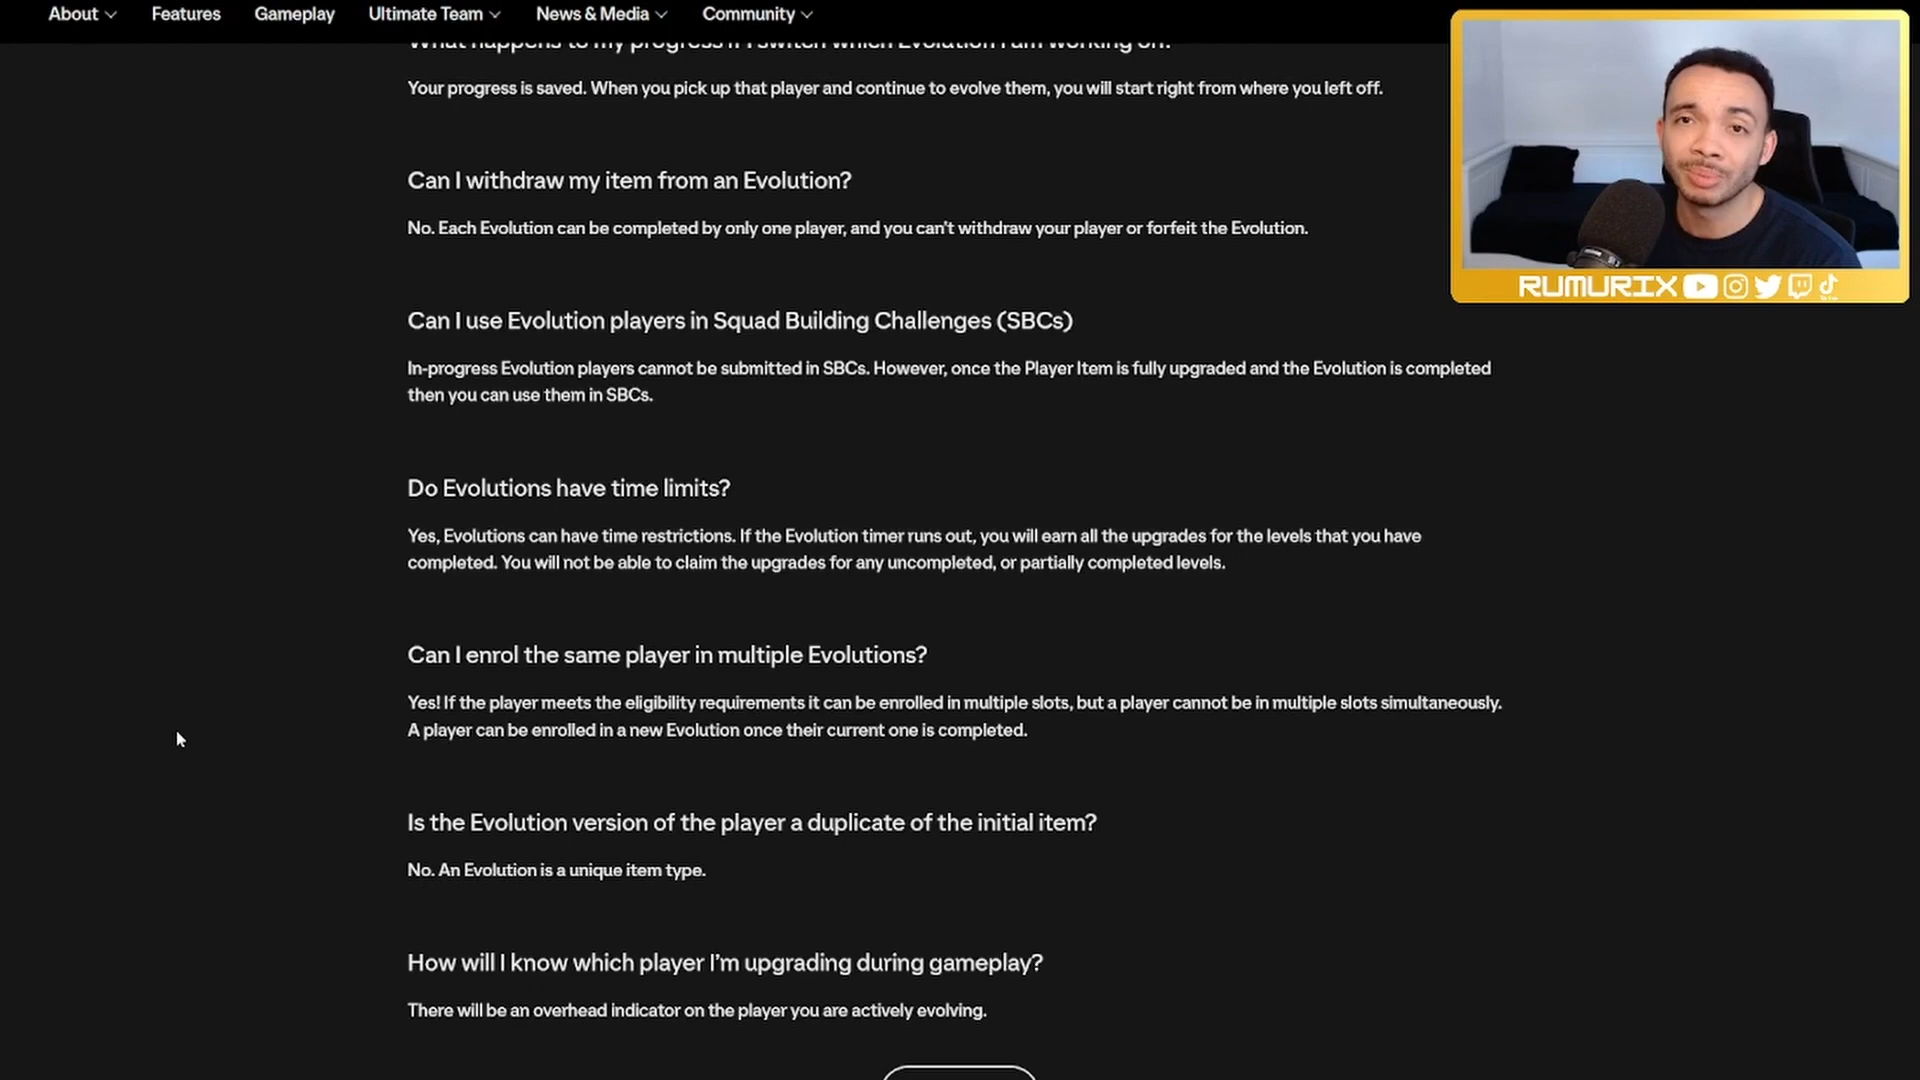 About
Features
Gameplay
Ultimate Team
News & Media
Community
What happens to my progress if I switch which Evolution I am working on?
Your progress is saved. When you pick up that player and continue to evolve them, you will start right from where you left off.
Can I withdraw my item from an Evolution?
No. Each Evolution can be completed by only one player, and you can't withdraw your player or forfeit the Evolution.
RUMURIX
Can I use Evolution players in Squad Building Challenges (SBCs)
In-progress Evolution players cannot be submitted in SBCs. However, once the Player Item is fully upgraded and the Evolution is completed
then you can use them in SBCs.
Do Evolutions have time limits?
Yes, Evolutions can have time restrictions. If the Evolution timer runs out, you will earn all the upgrades for the levels that you have
completed. You will not be able to claim the upgrades for any uncompleted, or partially completed levels.
Can I enrol the same player in multiple Evolutions?
Yes! If the player meets the eligibility requirements it can be enrolled in multiple slots, but a player cannot be in multiple slots simultaneously.
A player can be enrolled in a new Evolution once their current one is completed.
Is the Evolution version of the player a duplicate of the initial item?
No. An Evolution is a unique item type.
How will I know which player I'm upgrading during gameplay?
There will be an overhead indicator on the player you are actively evolving.